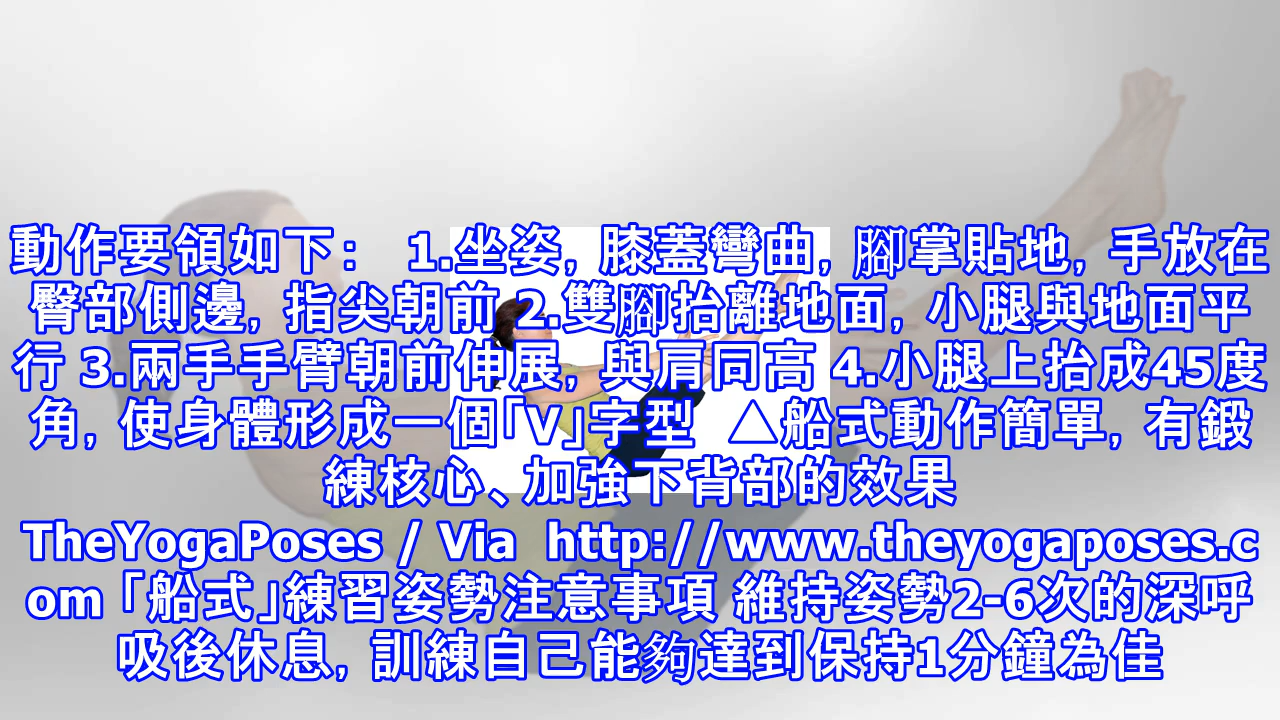 動作要領如下： 1.坐姿, 膝蓋彎曲, 腳掌貼地, 手放在
臀部側邊, 指尖朝前 2.雙腳抬離地面, 小腿與地面平
行 3.兩手手臂朝前伸展, 與肩同高 4.小腿上抬成45度
角, 使身體形成一個「V」字型 △船式動作簡單, 有鍛
練核心、加強下背部的效果
TheYogaPoses / Via http://www.theyogaposes.c
om「船式」練習姿勢注意事項 維持姿勢2-6次的深呼
吸後休息, 訓練自己能夠達到保持1分鐘為佳